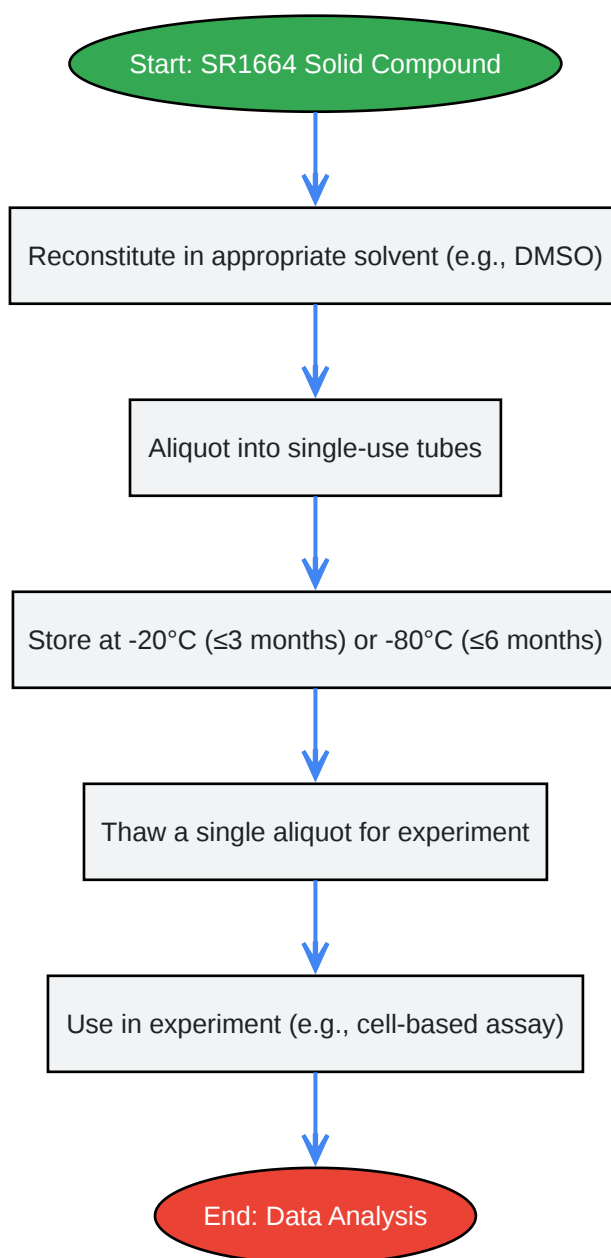 Start: SR1664 Solid Compound
Reconstitute in appropriate solvent (e.g., DMSO)
Aliquot into single-use tubes
Store at -20°C (≤3 months) or -80°C (≤6 months)
Thaw a single aliquot for experiment
Use in experiment (e.g., cell-based assay)
End: Data Analysis